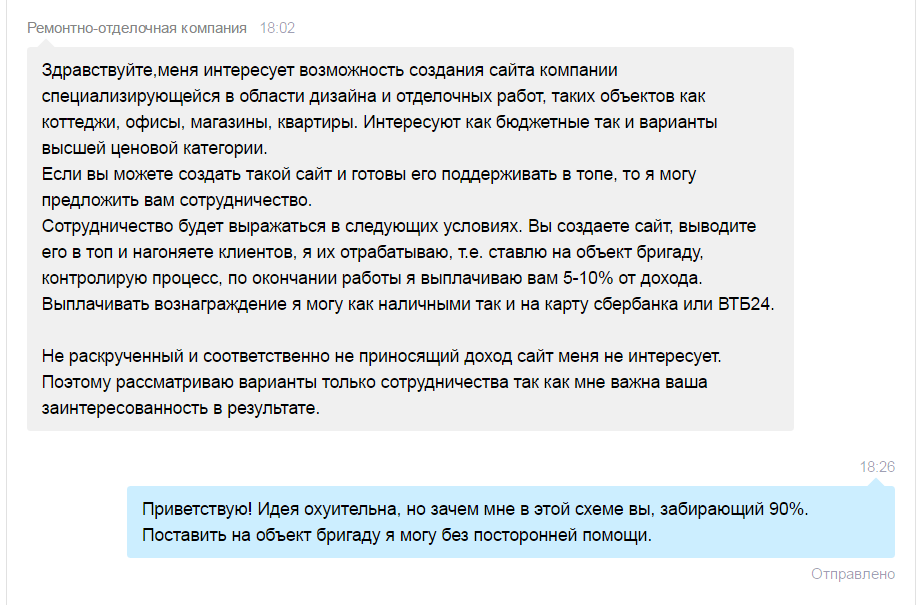 Ремонтно-отделочная компания 18:02
Здравствуйте,меня интересует возможность создания сайта компании
специализирующейся в области дизайна и отделочных работ, таких объектов как
коттеджи, офисы, магазины, квартиры. Интересуют как бюджетные так и варианты
высшей ценовой категории.
Если вы можете создать такой сайт и готовы его поддерживать в топе, то я могу
предложить вам сотрудничество.
Сотрудничество будет выражаться в следующих условиях. Вы создаете сайт, выводите
его в топ и нагоняете клиентов, я их отрабатываю, т.е. ставлю на объект бригаду,
контролирую процесс, по окончании работы я выплачиваю вам 5-10% от дохода.
Выплачивать вознаграждение я могу как наличными так и на карту сбербанка или ВТБ24.
Не раскрученный и соответственно не приносящий доход сайт меня не интересует.
Поэтому рассматриваю варианты только сотрудничества так как мне важна ваша
заинтересованность в результате.
18:26
Приветствую! Идея охуительна, но зачем мне в этой схеме вы, забирающий 90%.
Поставить на объект бригаду я могу без посторонней помощи.
Отправлено